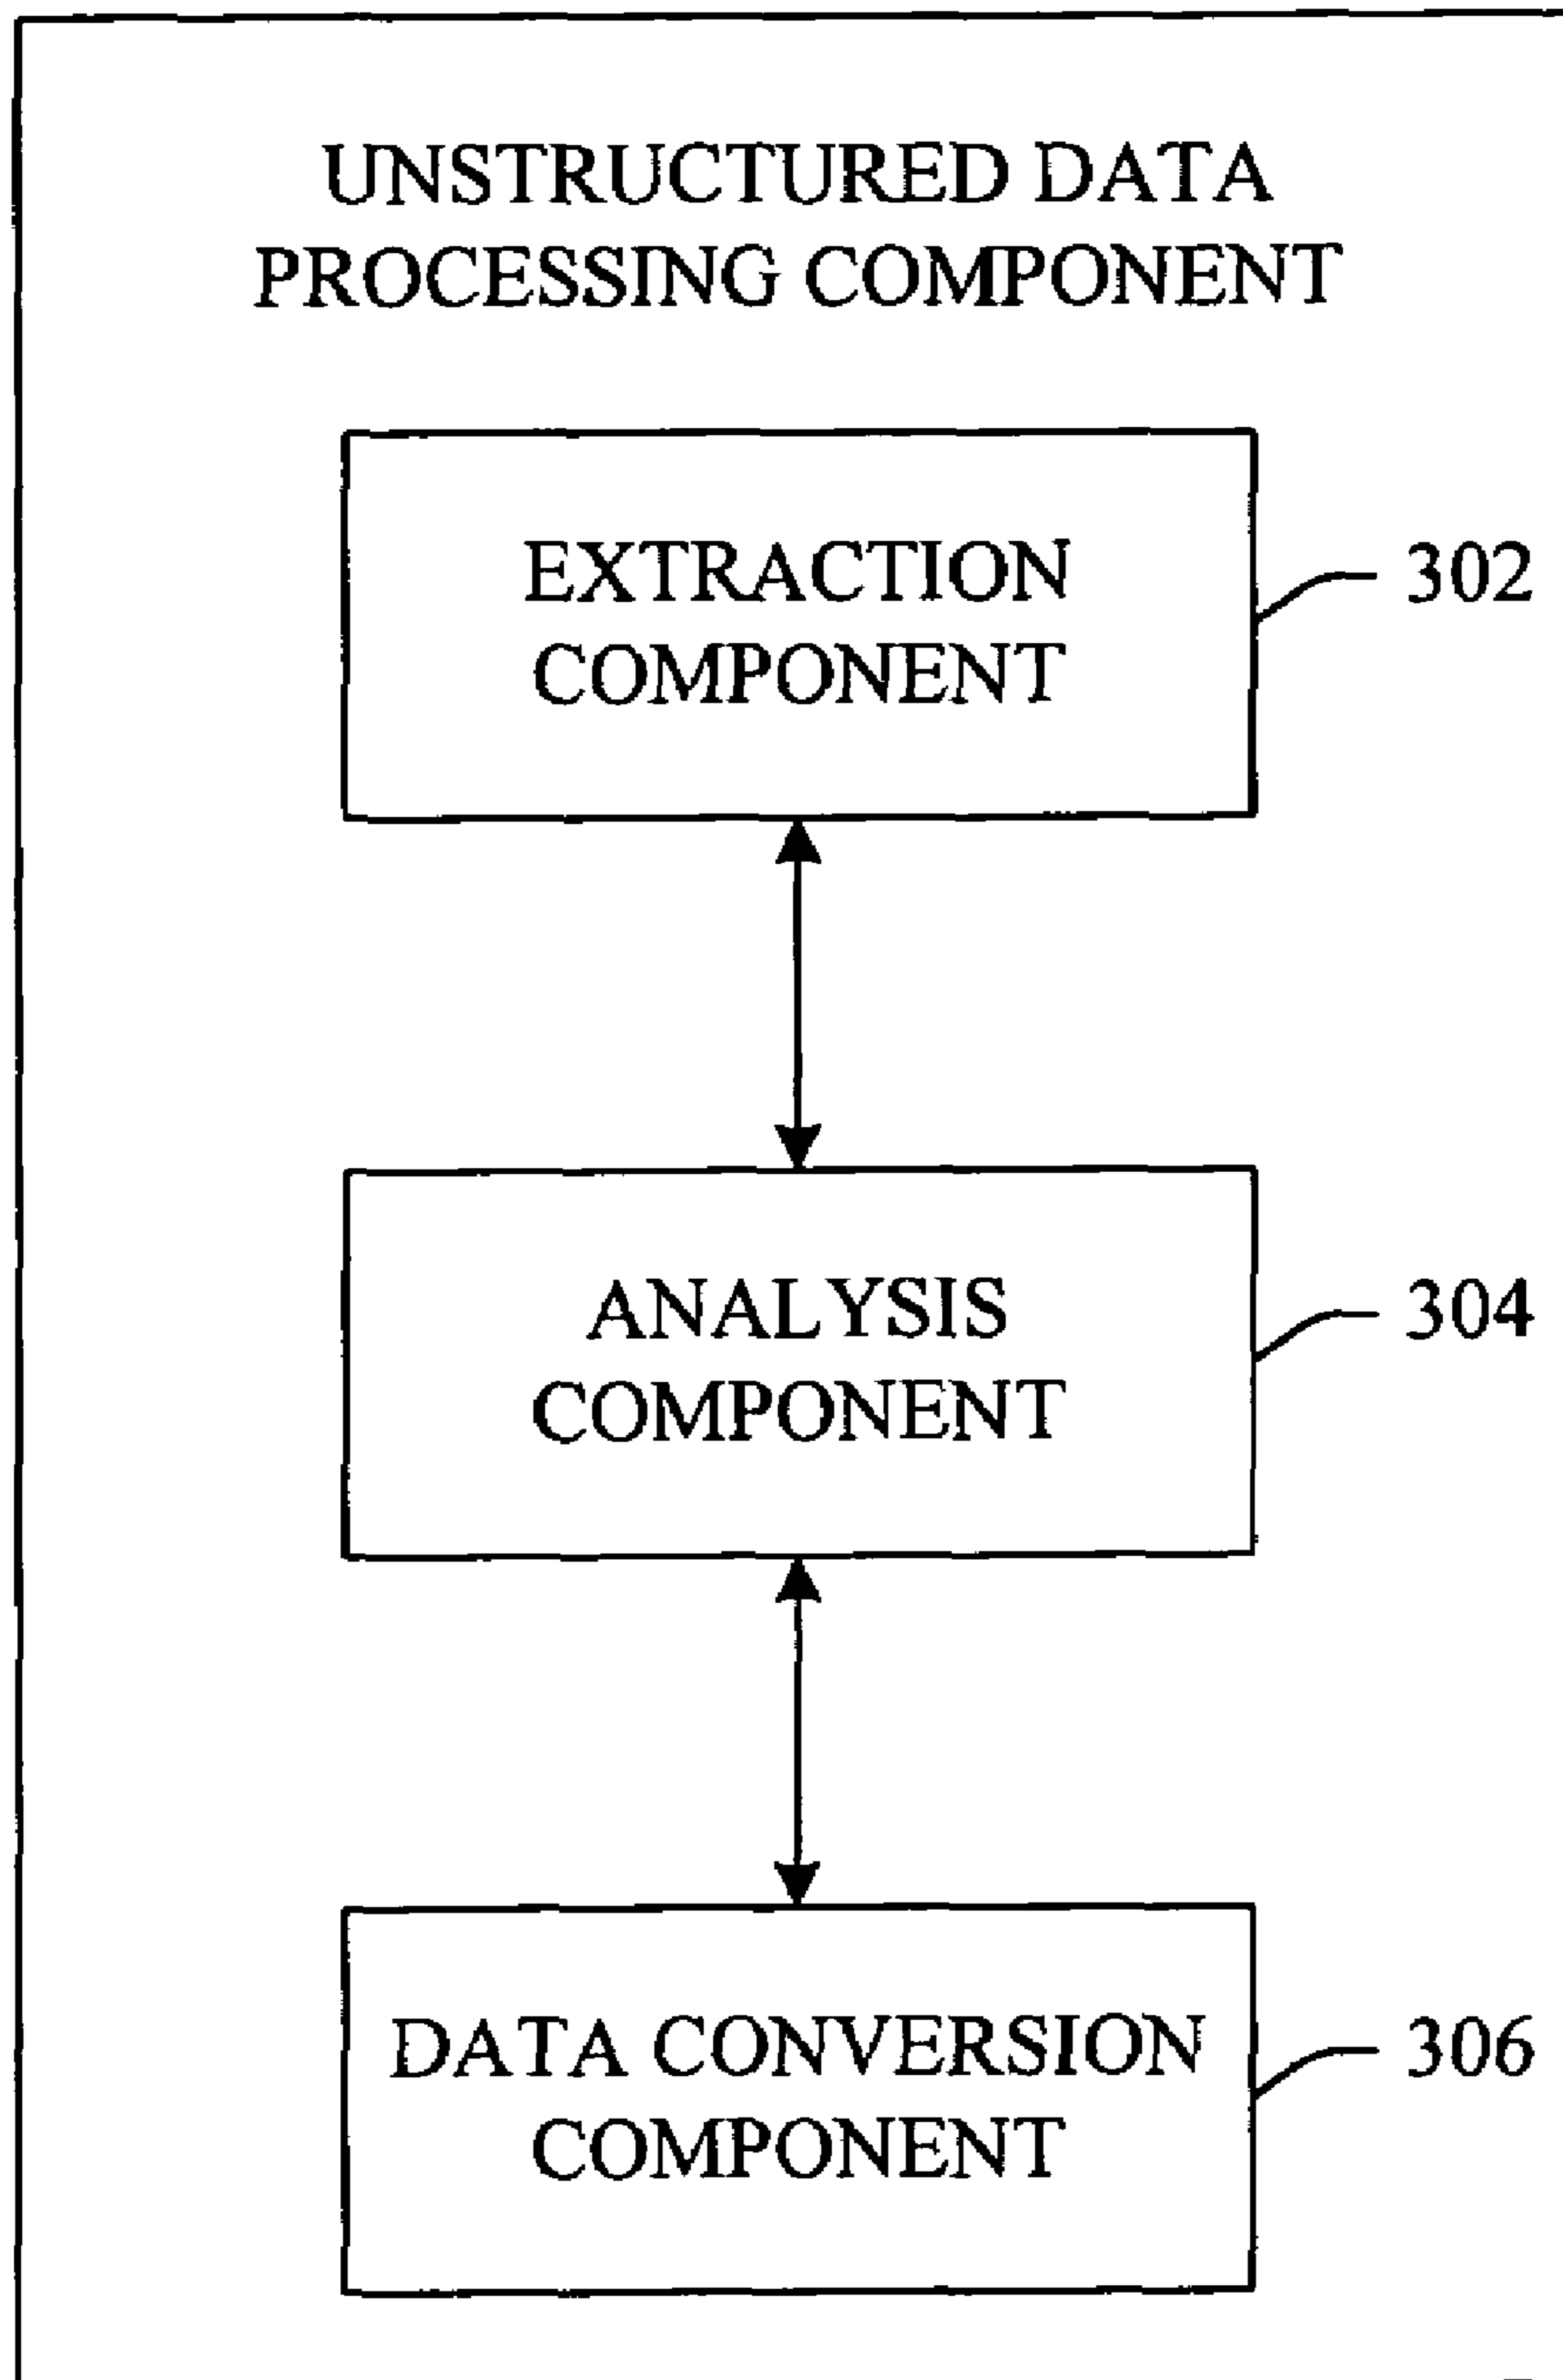 UNSTRUCTURED DATA
PROCESSING COMPONENT
EXTRACTION
COMPONENT
302
ANALYSIS
COMPONENT
304
DATA CONVERSION
COMPONENT
306